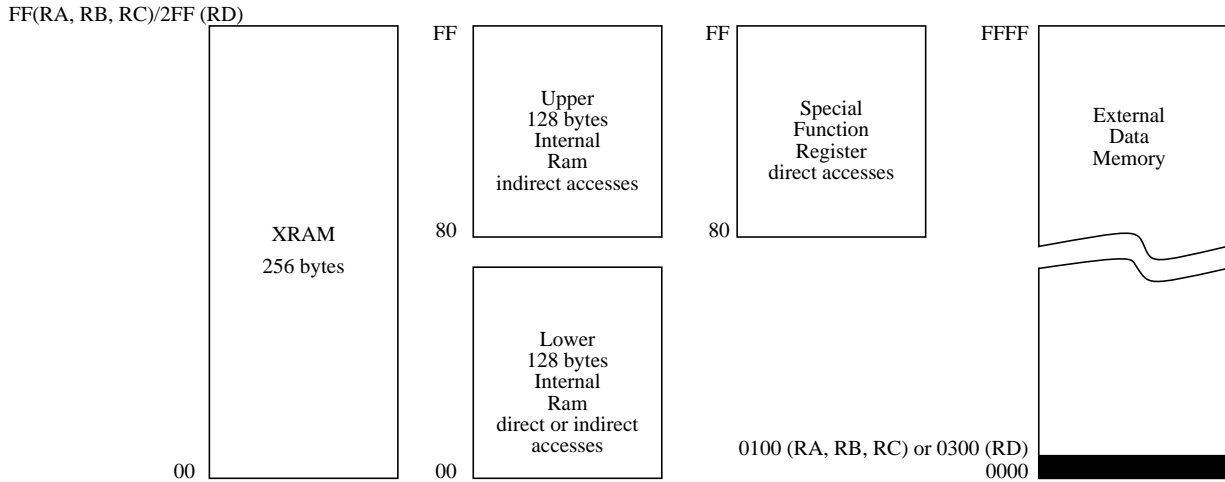 FF(RA, RB, RC)/2FF (RD)
FF
FF
FFFF
Upper
128 bytes
Internal
Ram
indirect accesses
Special
Function
Register
direct accesses
External
Data
Memory
80
80
XRAM
256 bytes
Lower
128 bytes
Internal
Ram
direct or indirect
accesses
0100 (RA, RB, RC) or 0300 (RD)
00
00
0000